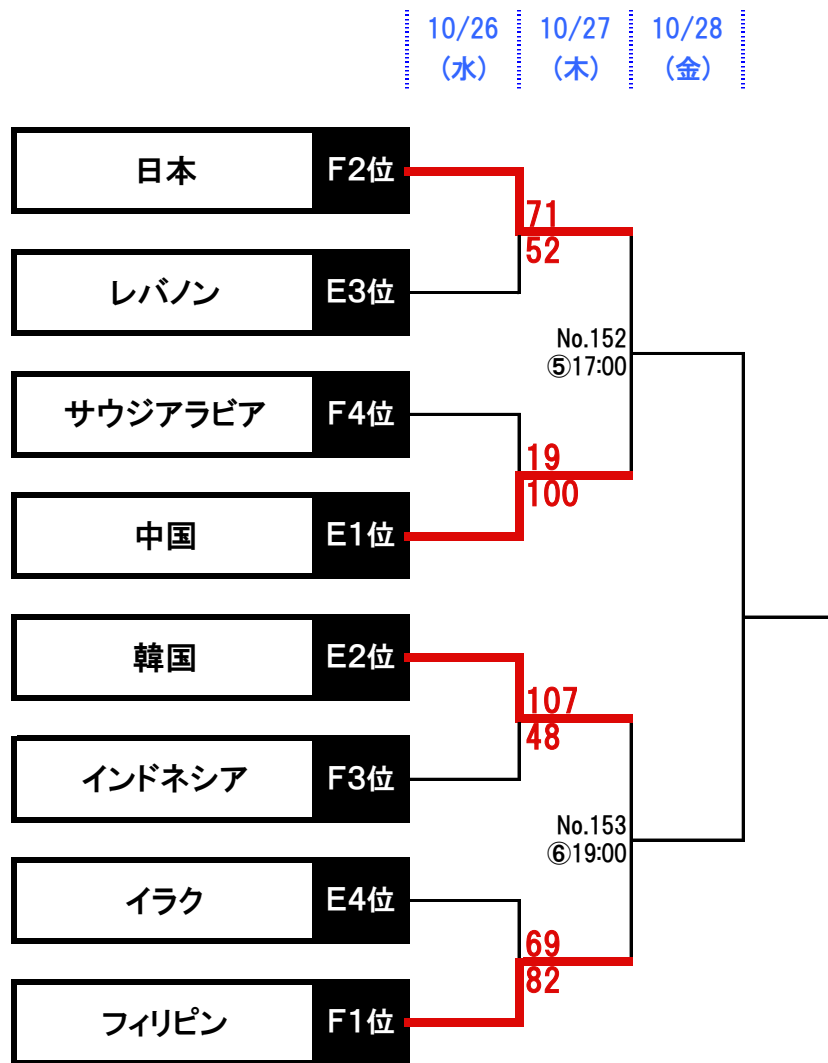 10/26 10/27 10/28
(水) (木) (金)
日本 F2位
71
52
レバノン E3位
No.152
⑤17:00
サウジアラビア F4位
19
100
中国 E1位
韓国 E2位
107
48
インドネシア F3位
No.153
⑥19:00
イラク E4位
69
82
フィリピン F1位